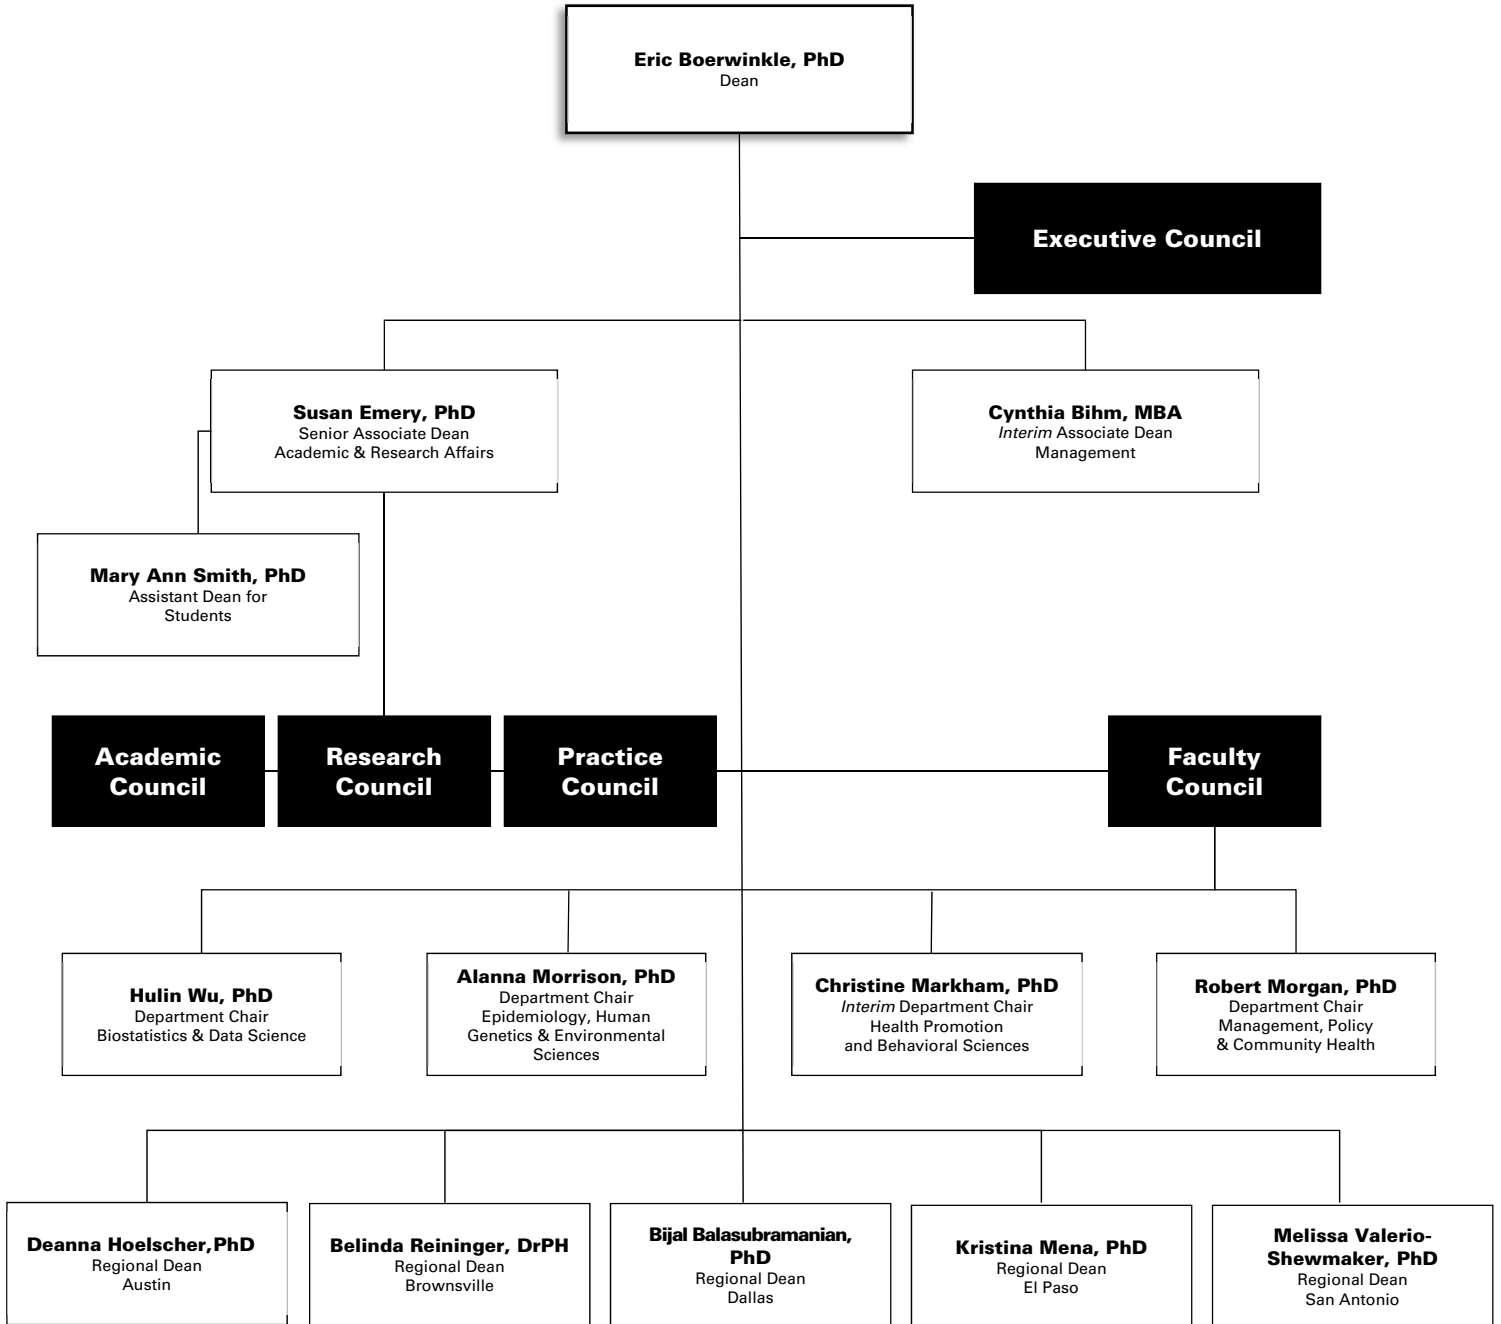 Eric Boerwinkle, PhD
Dean
Executive Council
Susan Emery, PhD
Senior Associate Dean
Academic & Research Affairs
Cynthia Bihm, MBA
Interim Associate Dean
Management
Mary Ann Smith, PhD
Assistant Dean for
Students
Academic
Council
Research
Council
Practice
Council
Faculty
Council
Hulin Wu, PhD
Department Chair
Biostatistics & Data Science
Alanna Morrison, PhD
Department Chair
Epidemiology, Human
Genetics & Environmental
Sciences
Christine Markham, PhD
Interim Department Chair
Health Promotion
and Behavioral Sciences
Robert Morgan, PhD
Department Chair
Management, Policy
& Community Health
Deanna Hoelscher,PhD
Regional Dean
Austin
Belinda Reininger, DrPH
Regional Dean
Brownsville
Bijal Balasubramanian,
PhD
Regional Dean
Dallas
Kristina Mena, PhD
Regional Dean
El Paso
Melissa Valerio-
Shewmaker, PhD
Regional Dean
San Antonio